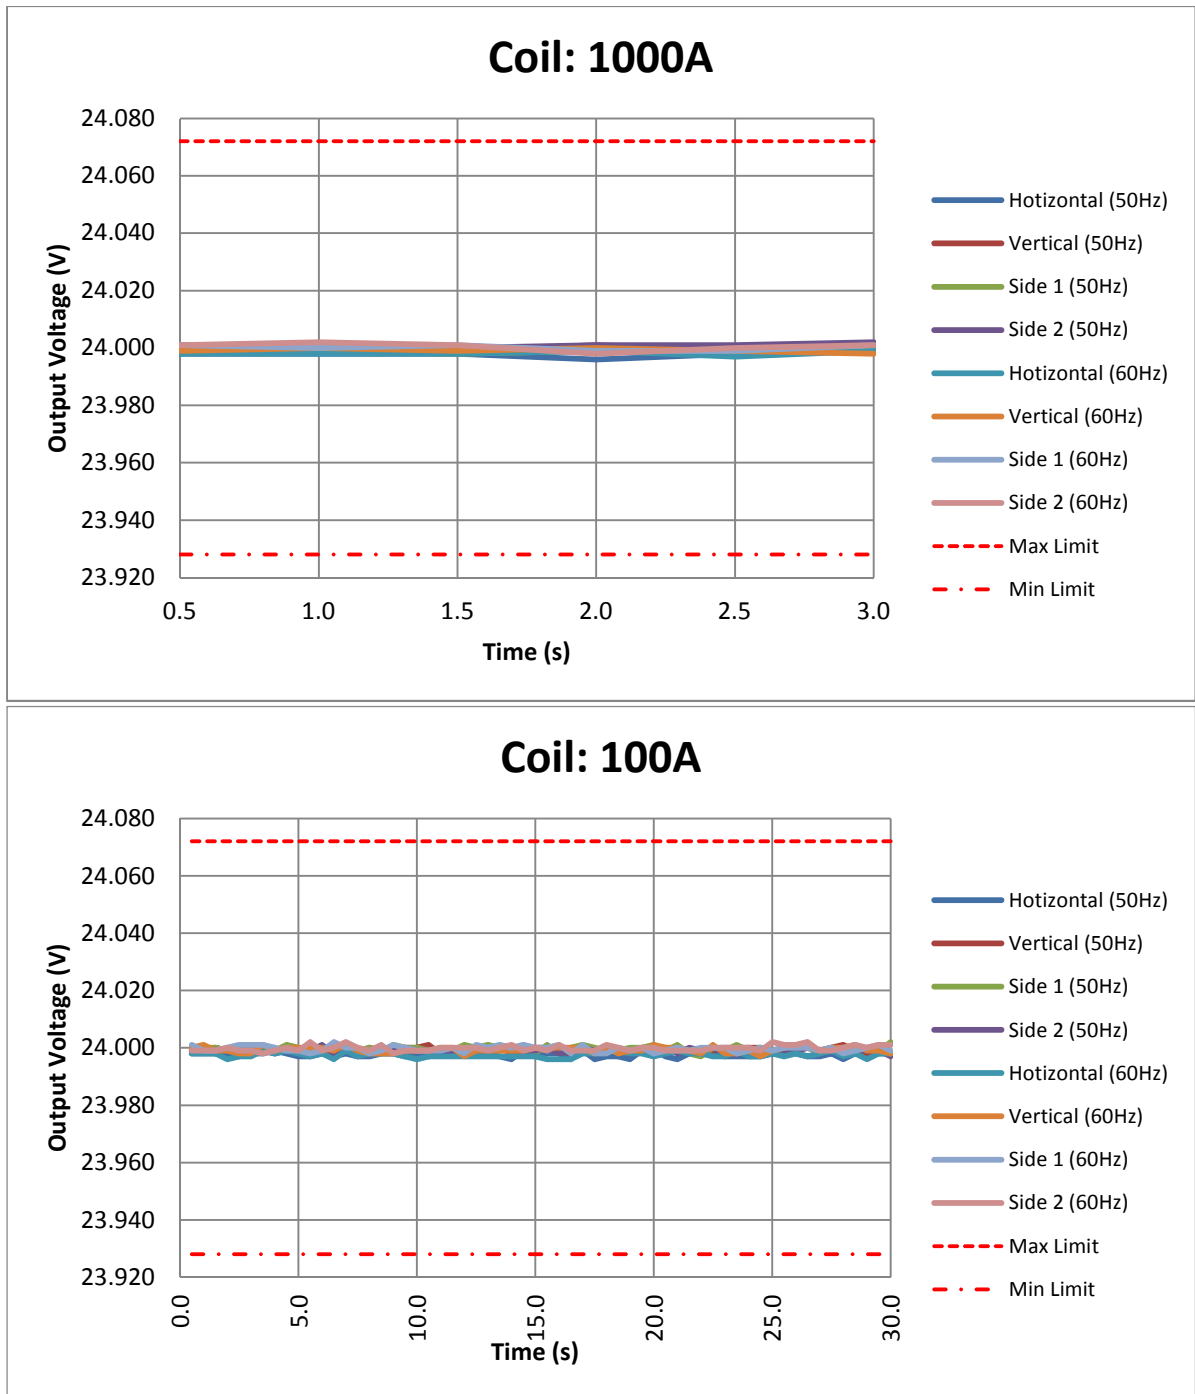 Coil: 1000A
Output Voltage (V)
24.080
24.060
24.040
24.020
24.000
23.980
23.960
23.940
23.920
0.5 1.0 1.5 2.0 2.5 3.0
Time (s)
Hotizontal (50Hz)
Vertical (50Hz)
Side 1 (50Hz)
Side 2 (50Hz)
Hotizontal (60Hz)
Vertical (60Hz)
Side 1 (60Hz)
Side 2 (60Hz)
Max Limit
Min Limit
Coil: 100A
Output Voltage (V)
24.080
24.060
24.040
24.020
24.000
23.980
23.960
23.940
23.920
0.0 5.0 10.0 15.0 20.0 25.0 30.0
Time (s)
Hotizontal (50Hz)
Vertical (50Hz)
Side 1 (50Hz)
Side 2 (50Hz)
Hotizontal (60Hz)
Vertical (60Hz)
Side 1 (60Hz)
Side 2 (60Hz)
Max Limit
Min Limit